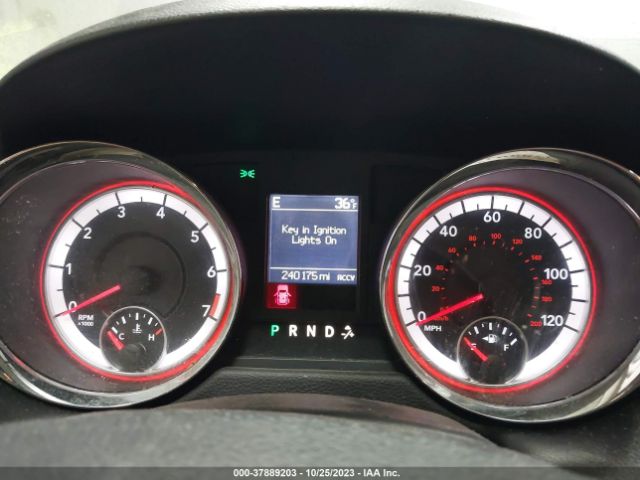 E 36°F
Key in Ignition
Lights On
240175 mi ACCY
P R N D
0 1 2 3 4 5 6 7
RPM
x1000
C H
0 20 40 60 80 100 120
MPH
F
000-37889203 - 10/25/2023 - IAA Inc.